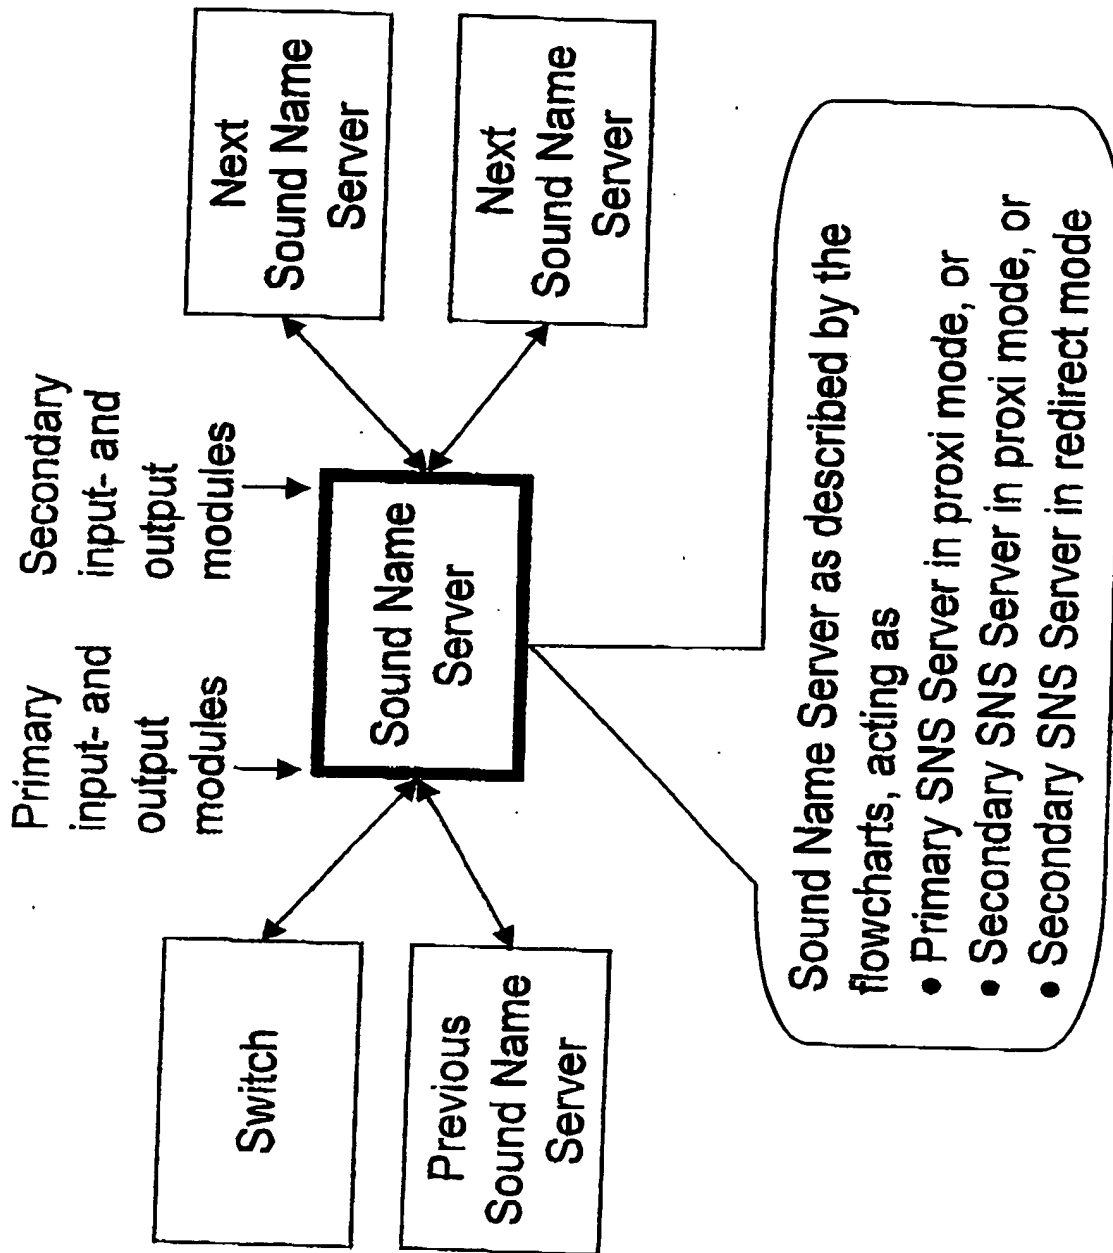 Primary
input- and
output
modules
Secondary
input- and
output
modules
Switch
Previous
Sound Name
Server
Sound Name
Server
Next
Sound Name
Server
Next
Sound Name
Server
Sound Name Server as described by the
flowcharts, acting as
• Primary SNS Server in proxi mode, or
• Secondary SNS Server in proxi mode, or
• Secondary SNS Server in redirect mode